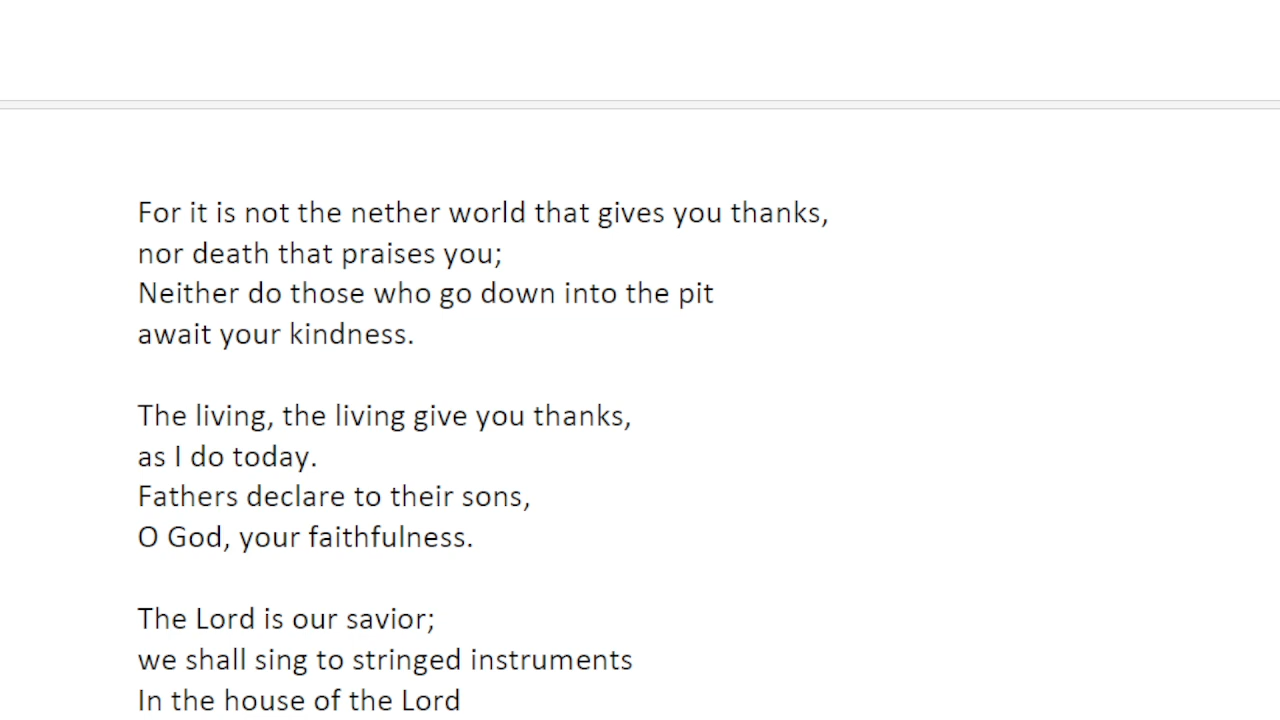 For it is not the nether world that gives you thanks,
nor death that praises you;
Neither do those who go down into the pit
await your kindness.
The living, the living give you thanks,
as I do today.
Fathers declare to their sons,
O God, your faithfulness.
The Lord is our savior;
we shall sing to stringed instruments
In the house of the Lord